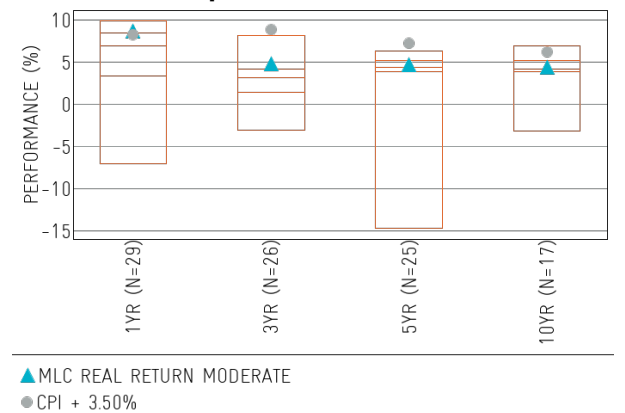 10
5
0
-5
-10
-15
PERFORMANCE (%)
1YR (N=29)
3YR (N=26)
5YR (N=25)
10YR (N=17)
MLC REAL RETURN MODERATE
CPI + 3.50%